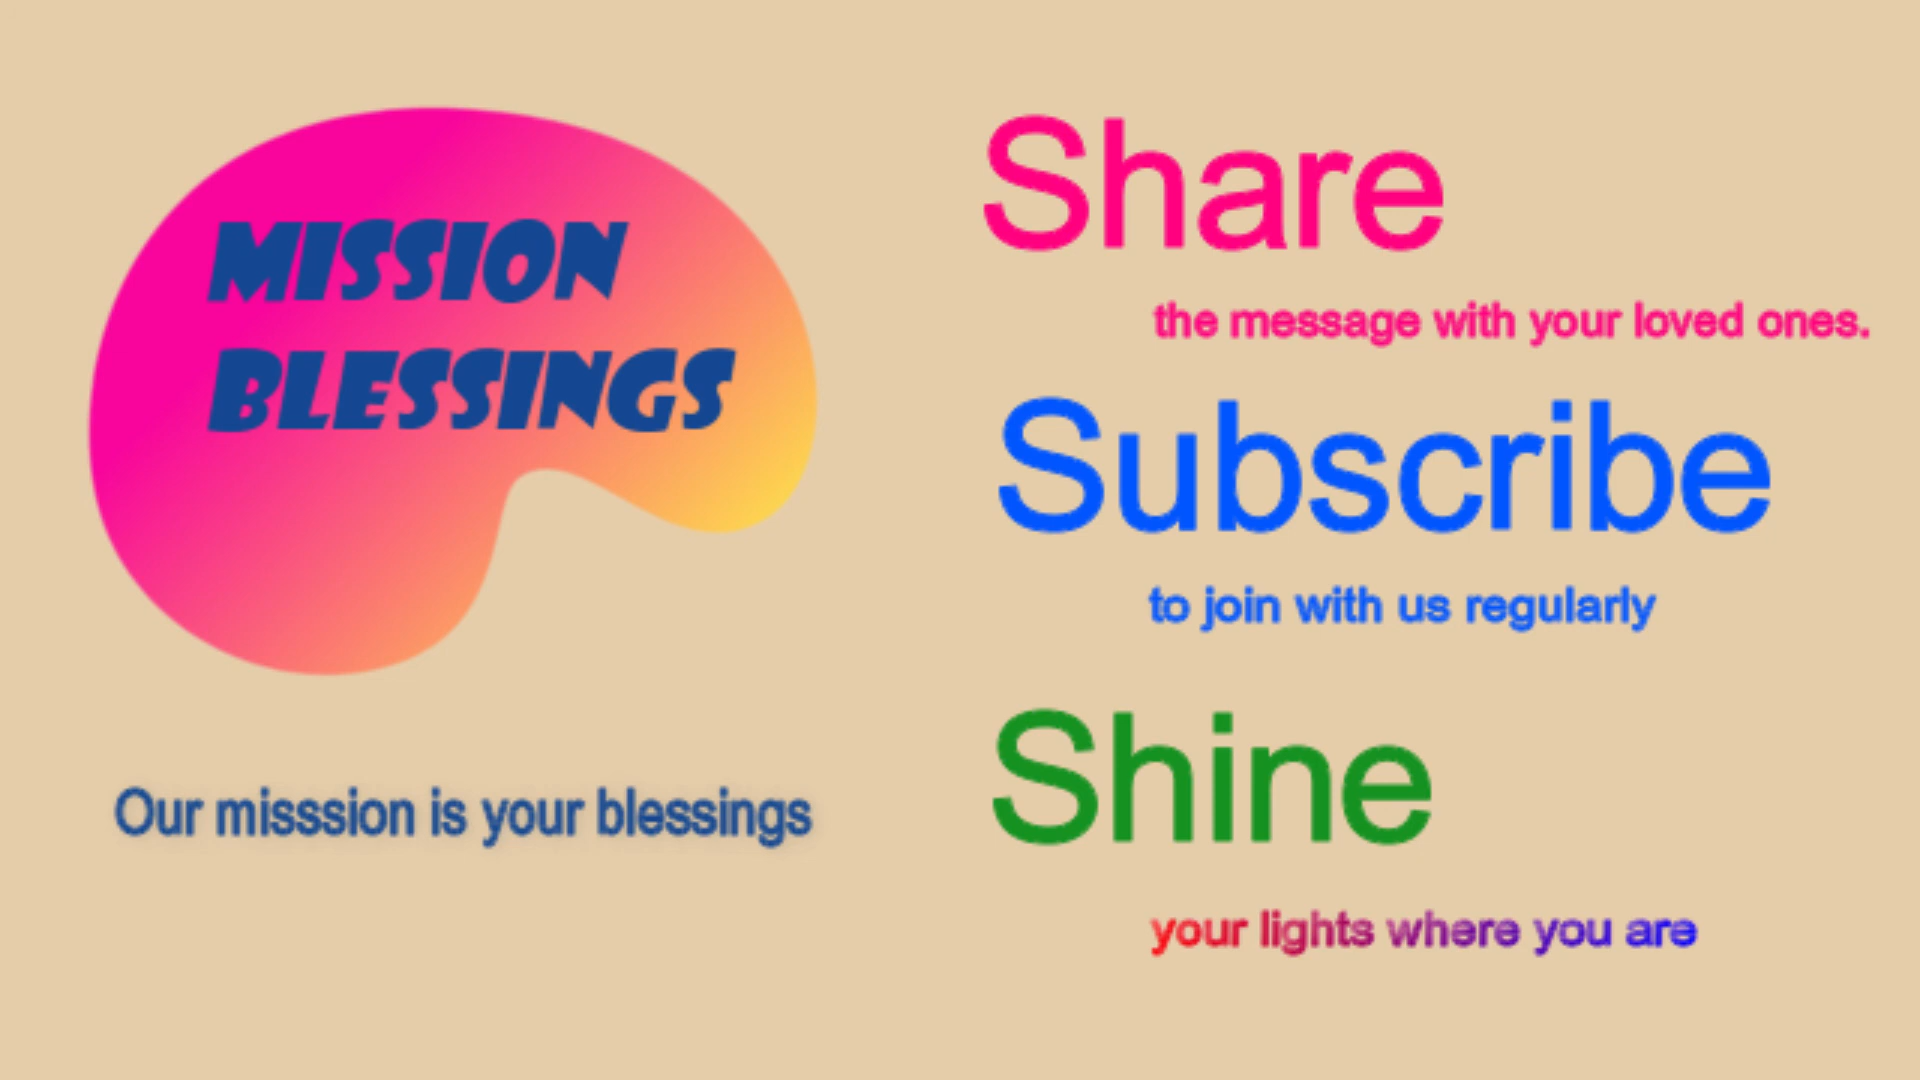 MISSION
BLESSINGS
Our misssion is your blessings
Share
the message with your loved ones.
Subscribe
to join with us regularly
Shine
your lights where you are